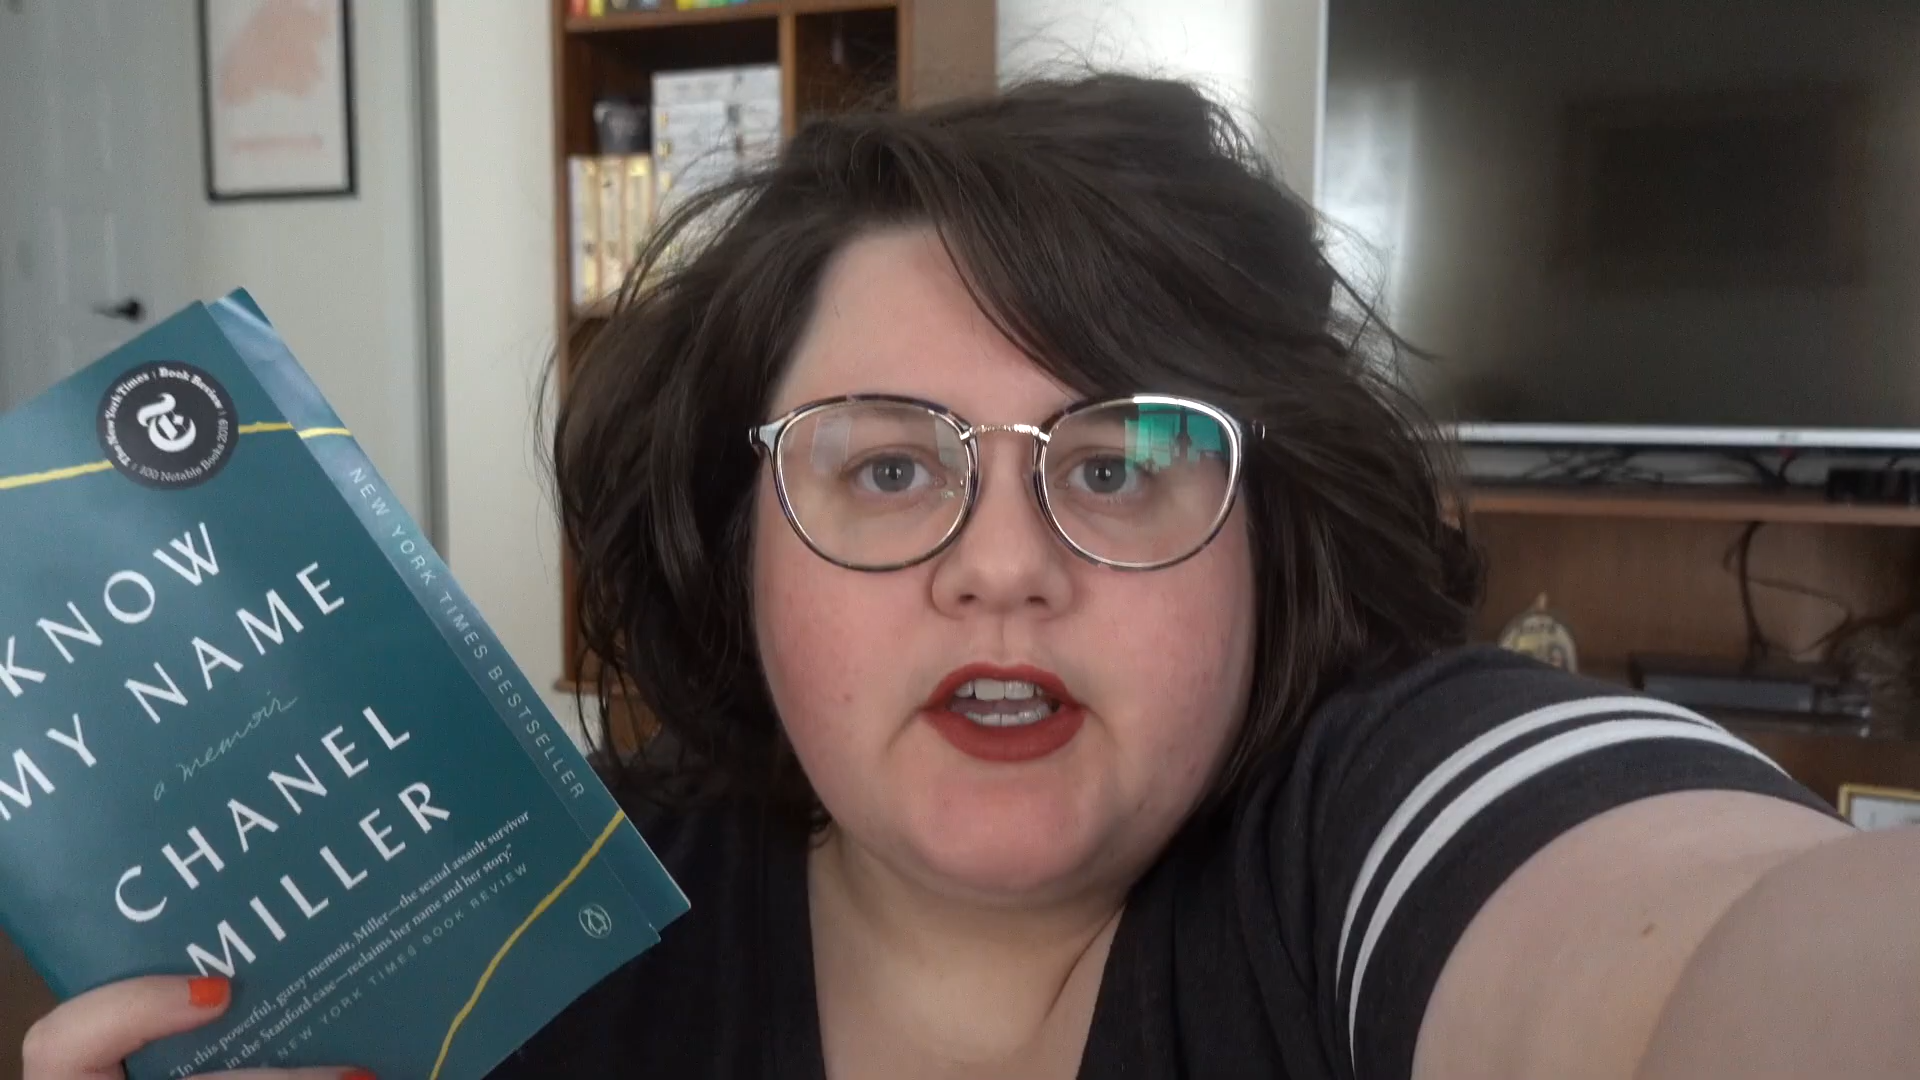 The New York Times : Book Review :
100 Notable Books 2019
KNOW
MY NAME
a memoir
CHANEL
MILLER
"In this powerful, gutsy memoir, Miller—the sexual assault survivor
in the Stanford case—reclaims her name and her story."
NEW YORK TIMES BOOK REVIEW
NEW YORK TIMES BESTSELLER